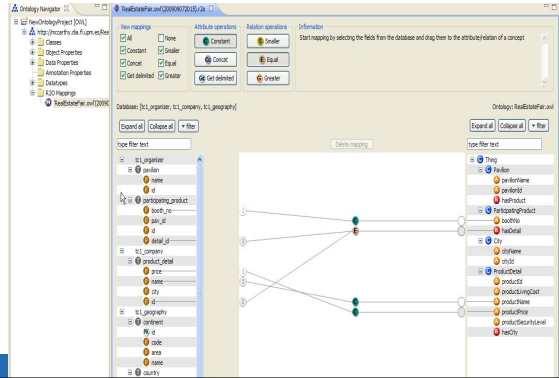 Ontology Navigator
NewOntologyProject [OWL]
http://mccarthy.dia.fi.upm.es/Rea
Classes
Object Properties
Data Properties
Annotation Properties
Datatypes
R2O Mappings
'RealEstateFair.owl'[20090
'RealEstateFair.owl'[200909072015].r2o
View mappings
All
None
Constant
Smaller
Concat
Equal
Get delimited
Greater
Attribute operations
Constant
Concat
Get delimited
Relation operations
Smaller
Equal
Greater
Information
Start mapping by selecting the fields from the database and drag them to the attribute/relation of a concept
Database: [tc1_organizer, tc1_company, tc1_geography]
Ontology: RealEstateFair.owl
Expand all
Collapse all
filter
type filter text
Delete mapping
Expand all
Collapse all
filter
type filter text
tc1_organizer
pavilion
name
id
participating_product
booth_no
pav_id
id
detail_id
tc1_company
product_detail
price
name
city
id
tc1_geography
continent
id
code
area
name
country
Thing
Pavilion
pavilionName
pavilionId
hasProduct
ParticipatingProduct
boothNo
hasDetail
City
cityName
cityId
ProductDetail
productId
productLivingCost
productName
productPrice
productSecurityLevel
hasCity